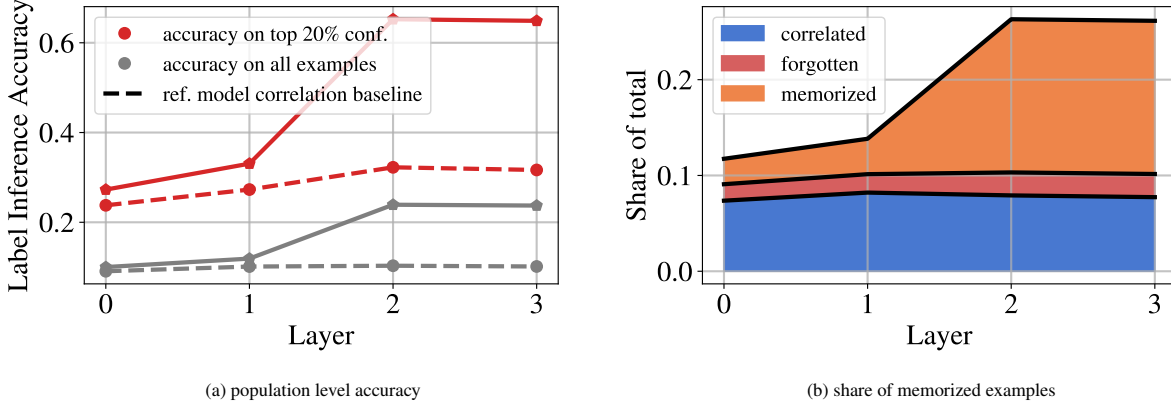 Label Inference Accuracy
0.6
0.4
0.2
accuracy on top 20% conf.
accuracy on all examples
ref. model correlation baseline
0 1 2 3
Layer
(a) population level accuracy
Share of total
0.2
0.1
0.0
correlated
forgotten
memorized
0 1 2 3
Layer
(b) share of memorized examples